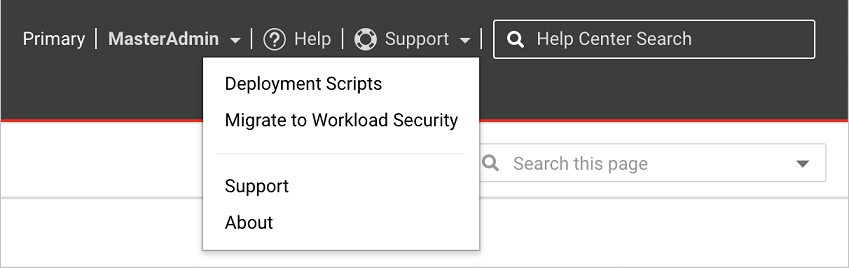 Primary | MasterAdmin | Help | Support | Help Center Search
Deployment Scripts
Migrate to Workload Security
Search this page
Support
About